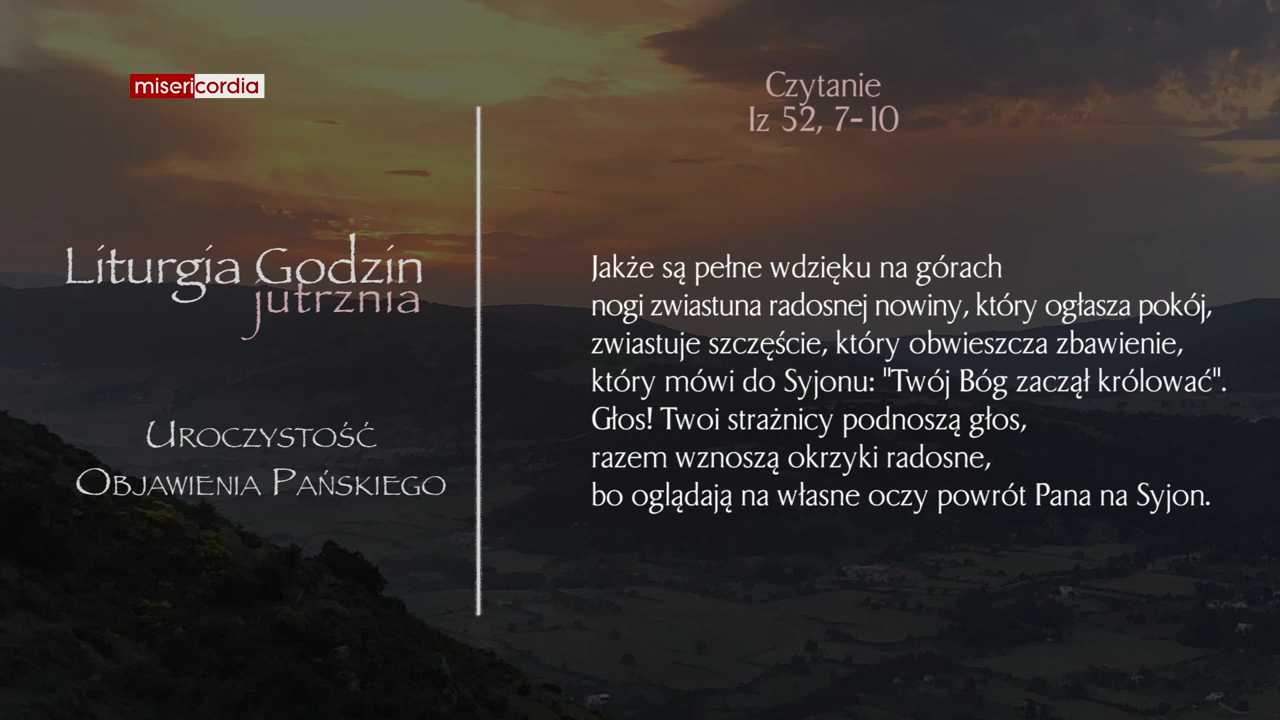 misericordia
Liturgia Godzin
jutrznia
Uroczystość
Objawienia Pańskiego
Czytanie
Iz 52, 7-10
Jakże są pełne wdzięku na górach
nogi zwiastuna radosnej nowiny, który ogłasza pokój,
zwiastuje szczęście, który obwieszcza zbawienie,
który mówi do Syjonu: "Twój Bóg zaczął królować".
Głos! Twoi strażnicy podnoszą głos,
razem wznoszą okrzyki radosne,
bo oglądają na własne oczy powrót Pana na Syjon.